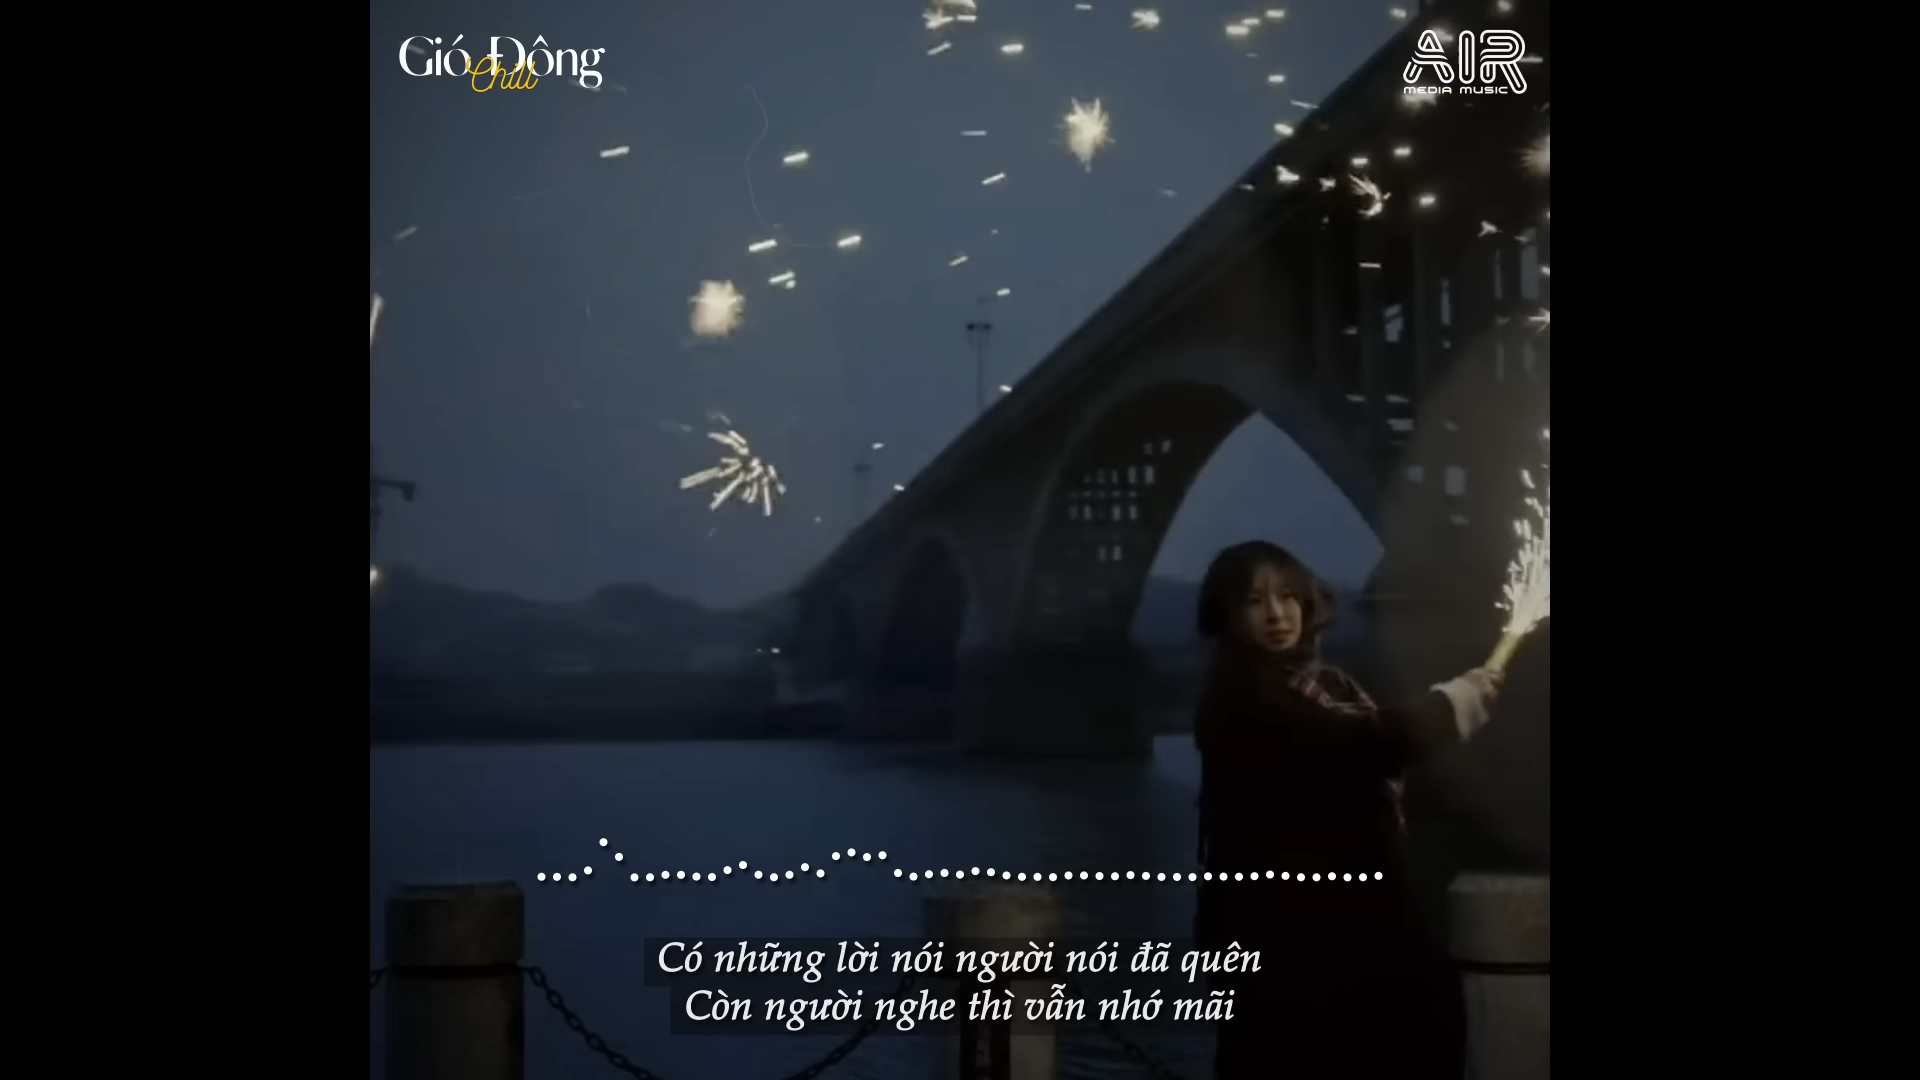 Gió Đông
Chill
AIR
MEDIA MUSIC
Có những lời nói người nói đã quên
Còn người nghe thì vẫn nhớ mãi